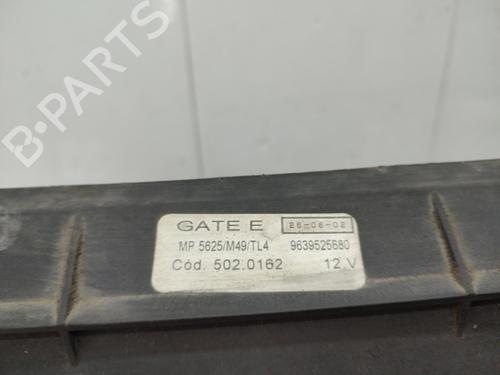 B-PARTS
GATE E 26-06-02
MP 5625/M49/TL4 9639525680
Cód. 502.0162 12.V